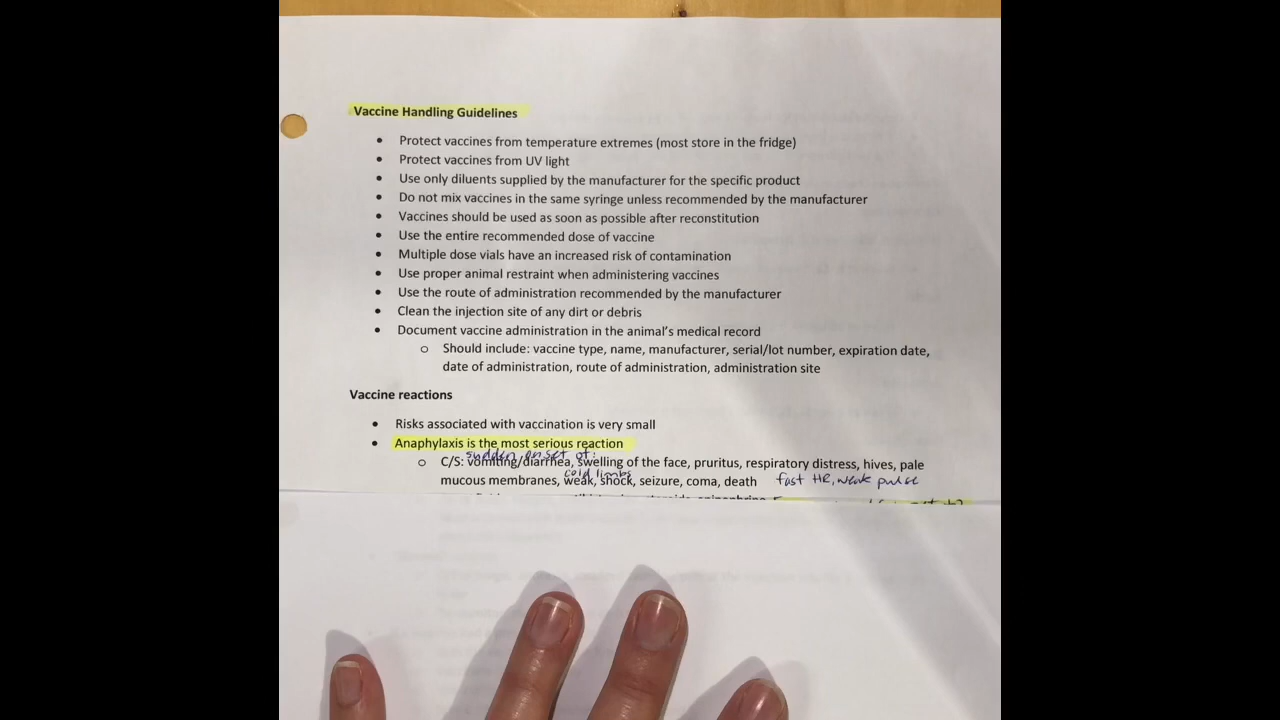 Vaccine Handling Guidelines
• Protect vaccines from temperature extremes (most store in the fridge)
• Protect vaccines from UV light
• Use only diluents supplied by the manufacturer for the specific product
• Do not mix vaccines in the same syringe unless recommended by the manufacturer
• Vaccines should be used as soon as possible after reconstitution
• Use the entire recommended dose of vaccine
• Multiple dose vials have an increased risk of contamination
• Use proper animal restraint when administering vaccines
• Use the route of administration recommended by the manufacturer
• Clean the injection site of any dirt or debris
• Document vaccine administration in the animal's medical record
o Should include: vaccine type, name, manufacturer, serial/lot number, expiration date,
date of administration, route of administration, administration site
Vaccine reactions
• Risks associated with vaccination is very small
• Anaphylaxis is the most serious reaction
sudden onset of:
o C/S: vomiting/diarrhea, swelling of the face, pruritus, respiratory distress, hives, pale
cold limbs
mucous membranes, weak, shock, seizure, coma, death fast HR, weak pulse